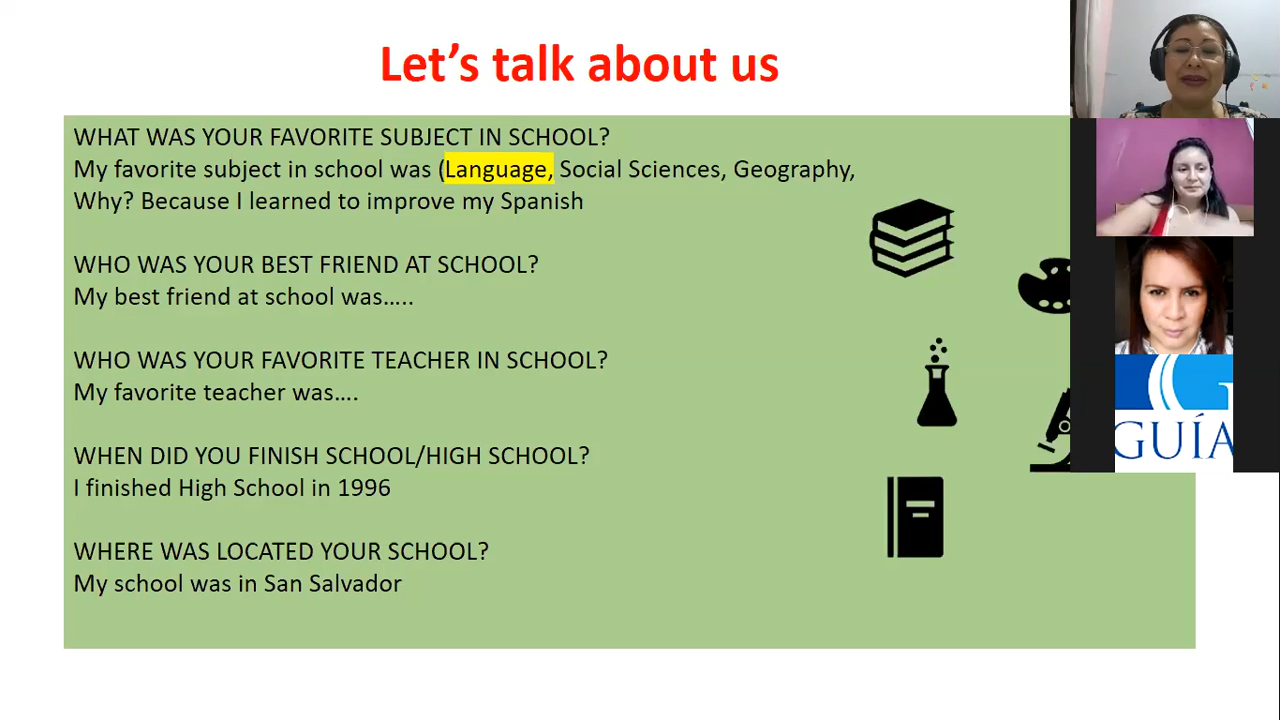 Let's talk about us
WHAT WAS YOUR FAVORITE SUBJECT IN SCHOOL?
My favorite subject in school was (Language, Social Sciences, Geography,
Why? Because I learned to improve my Spanish
WHO WAS YOUR BEST FRIEND AT SCHOOL?
My best friend at school was.....
WHO WAS YOUR FAVORITE TEACHER IN SCHOOL?
My favorite teacher was....
WHEN DID YOU FINISH SCHOOL/HIGH SCHOOL?
I finished High School in 1996
WHERE WAS LOCATED YOUR SCHOOL?
My school was in San Salvador
GUÍA